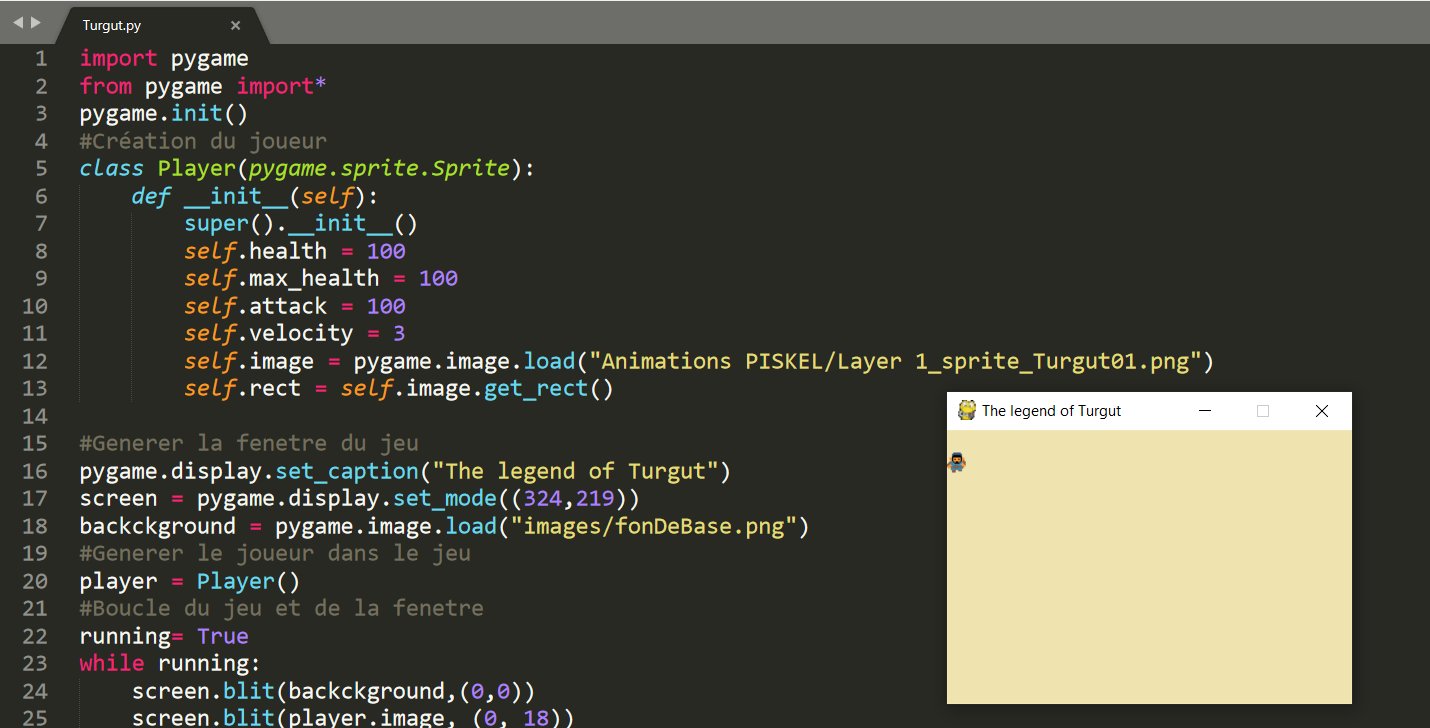 Turgut.py
1 import pygame
2 from pygame import*
3 pygame.init()
4 #Création du joueur
5 class Player(pygame.sprite.Sprite):
6     def __init__(self):
7         super().__init__()
8         self.health = 100
9         self.max_health = 100
10         self.attack = 100
11         self.velocity = 3
12         self.image = pygame.image.load("Animations PISKEL/Layer 1_sprite_Turgut01.png")
13         self.rect = self.image.get_rect()
14
15 #Generer la fenetre du jeu
16 pygame.display.set_caption("The legend of Turgut")
17 screen = pygame.display.set_mode((324,219))
18 backckground = pygame.image.load("images/fonDeBase.png")
19 #Generer le joueur dans le jeu
20 player = Player()
21 #Boucle du jeu et de la fenetre
22 running= True
23 while running:
24     screen.blit(backckground,(0,0))
25     screen.blit(player.image, (0, 18))
The legend of Turgut